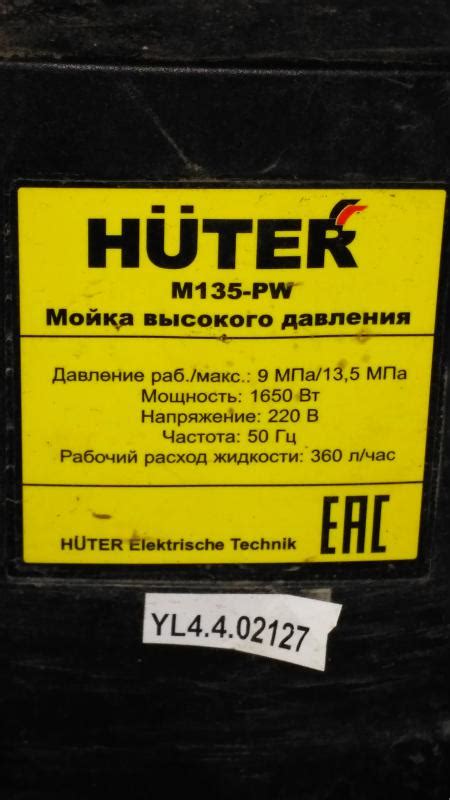 HÜTER
M135-PW
Мойка высокого давления
Давление раб./макс.: 9 МПа/13,5 МПа
Мощность: 1650 Вт
Напряжение: 220 В
Частота: 50 Гц
Рабочий расход жидкости: 360 л/час
HÜTER Elektrische Technik
EAC
YL4.4.02127